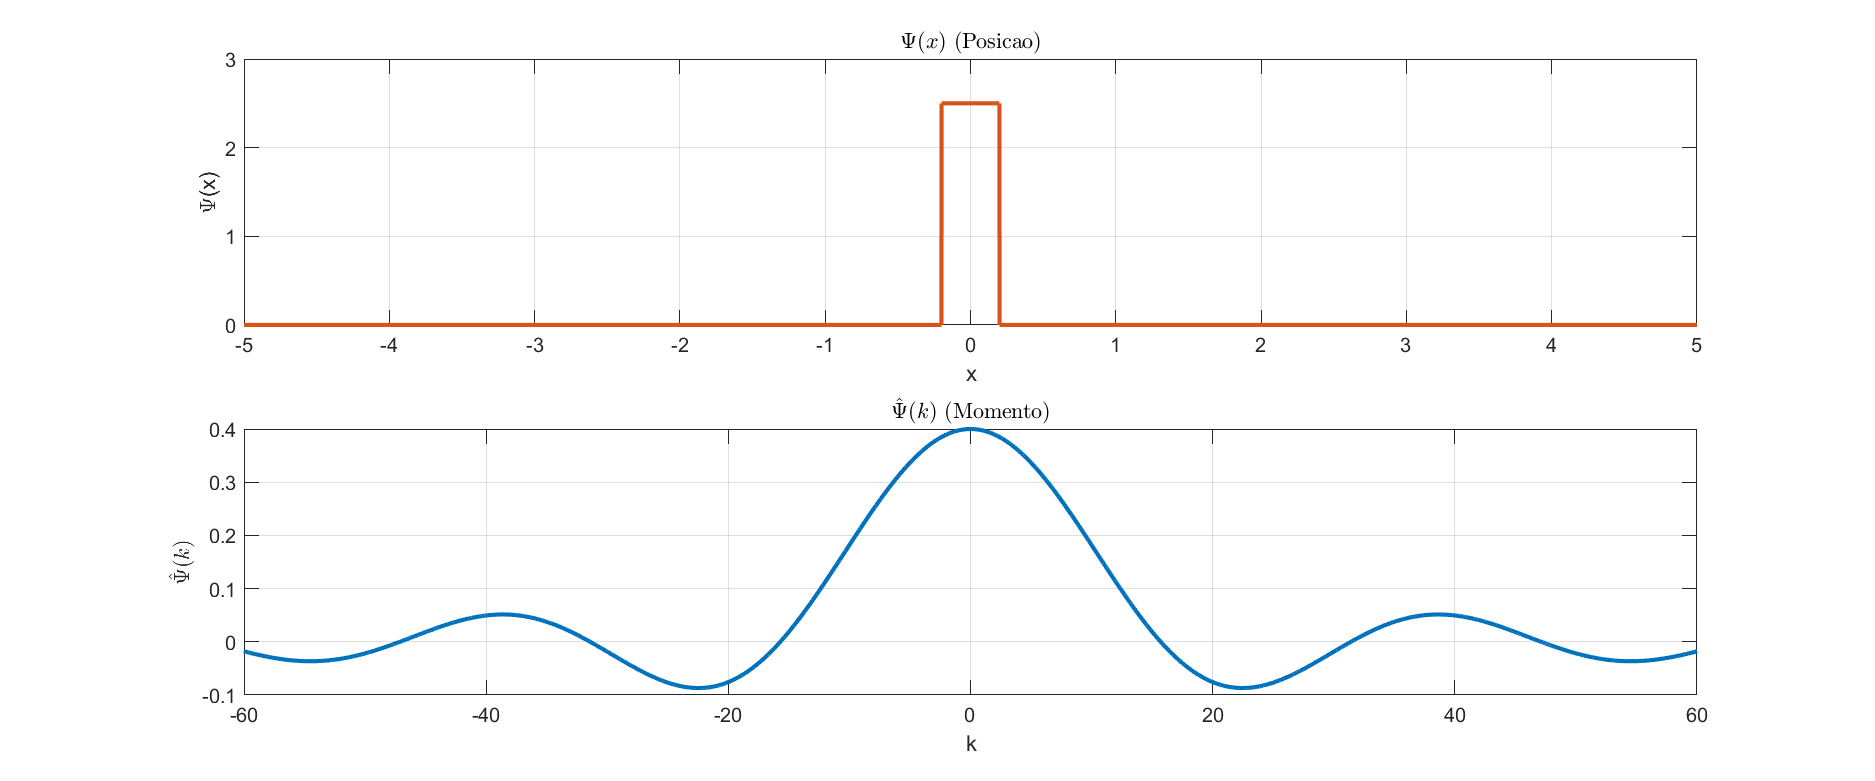 Ψ(x) (Posicao)
3
2
1
0
Ψ(x)
-5 -4 -3 -2 -1 0 1 2 3 4 5
x
Ψ̂(k) (Momento)
0.4
0.3
0.2
0.1
0
-0.1
Ψ̂(k)
-60 -40 -20 0 20 40 60
k